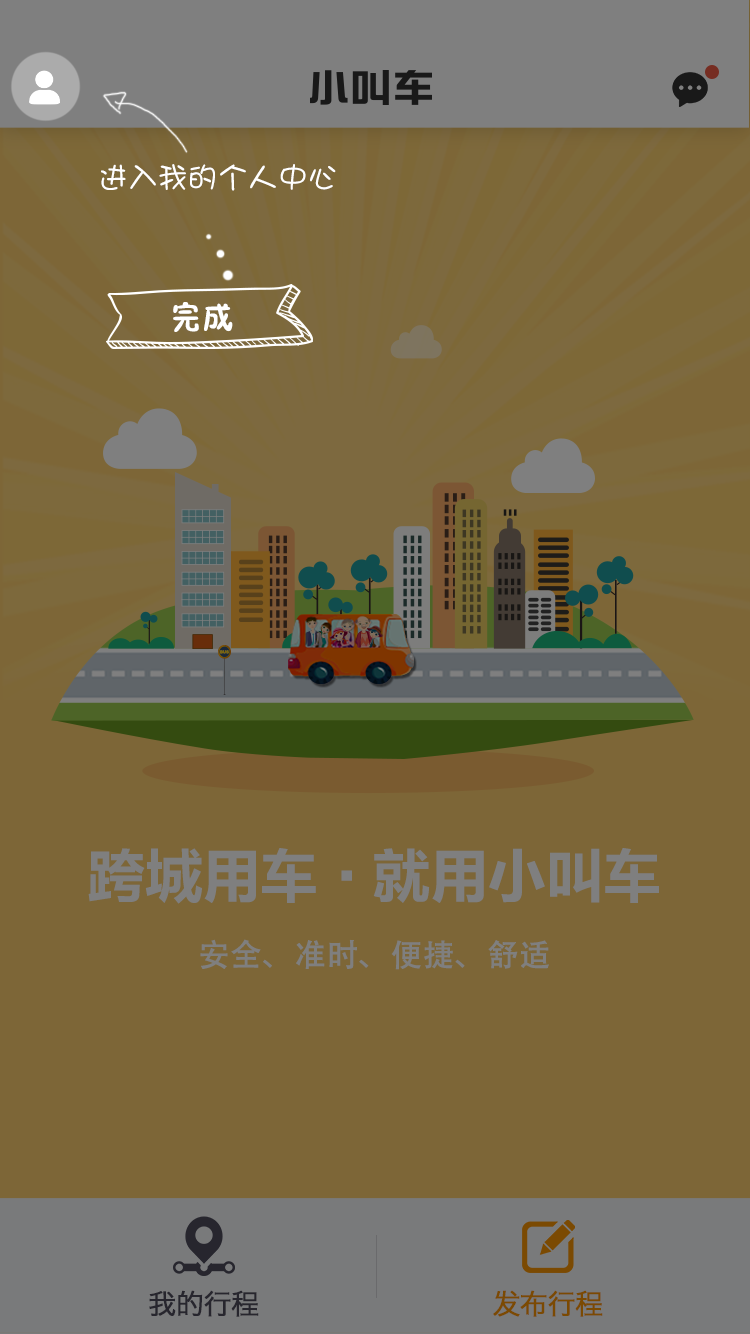 小叫车
进入我的个人中心
完成
跨城用车·就用小叫车
安全、准时、便捷、舒适
我的行程
发布行程